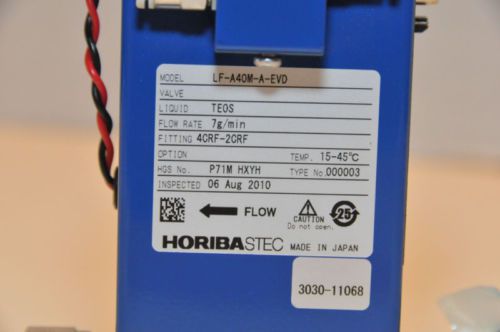 MODEL LF-A40M-A-EVD
VALVE
LIQUID TEOS
FLOW RATE 7g/min
FITTING 4CRF-2CRF
OPTION TEMP. 15-45℃
HGS No. P71M HXYH TYPE No. 000003
INSPECTED 06 Aug 2010
FLOW
CAUTION
Do not open.
25
HORIBASTEC MADE IN JAPAN
3030-11068